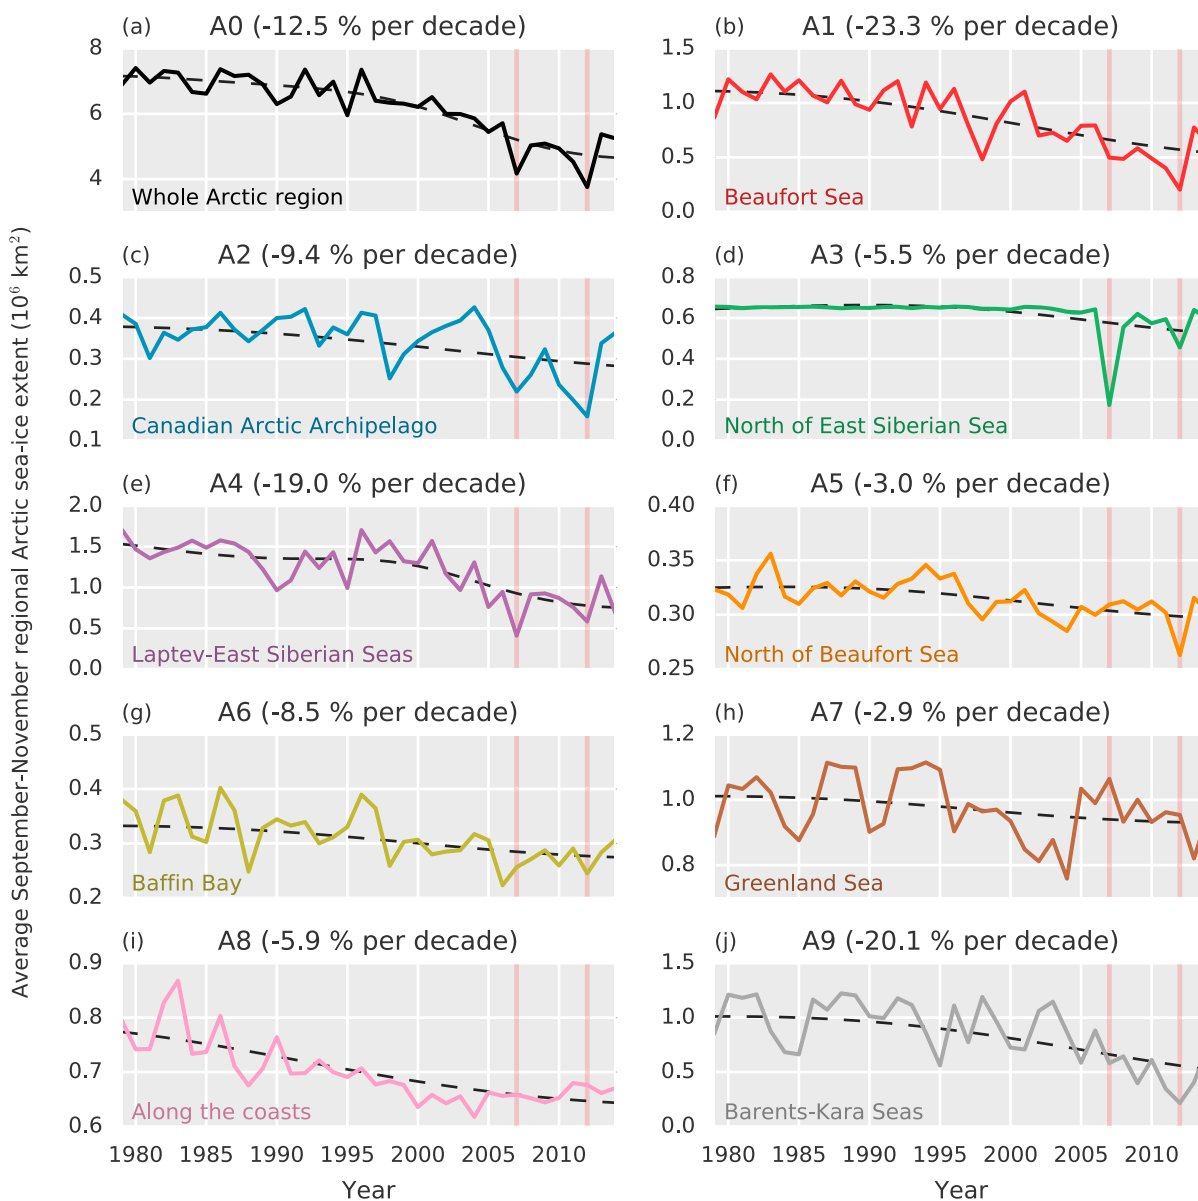 (a) A0 (-12.5 % per decade)
8
6
4
Whole Arctic region
(b) A1 (-23.3 % per decade)
1.5
1.0
0.5
0.0
Beaufort Sea
(c) A2 (-9.4 % per decade)
0.5
0.4
0.3
0.2
0.1
Canadian Arctic Archipelago
(d) A3 (-5.5 % per decade)
0.8
0.6
0.4
0.2
0.0
North of East Siberian Sea
(e) A4 (-19.0 % per decade)
2.0
1.5
1.0
0.5
0.0
Laptev-East Siberian Seas
(f) A5 (-3.0 % per decade)
0.40
0.35
0.30
0.25
North of Beaufort Sea
(g) A6 (-8.5 % per decade)
0.5
0.4
0.3
0.2
Baffin Bay
(h) A7 (-2.9 % per decade)
1.2
1.0
0.8
Greenland Sea
(i) A8 (-5.9 % per decade)
0.9
0.8
0.7
0.6
Along the coasts
1980 1985 1990 1995 2000 2005 2010
Year
(j) A9 (-20.1 % per decade)
1.5
1.0
0.5
0.0
Barents-Kara Seas
1980 1985 1990 1995 2000 2005 2010
Year
Average September-November regional Arctic sea-ice extent (10⁶ km²)